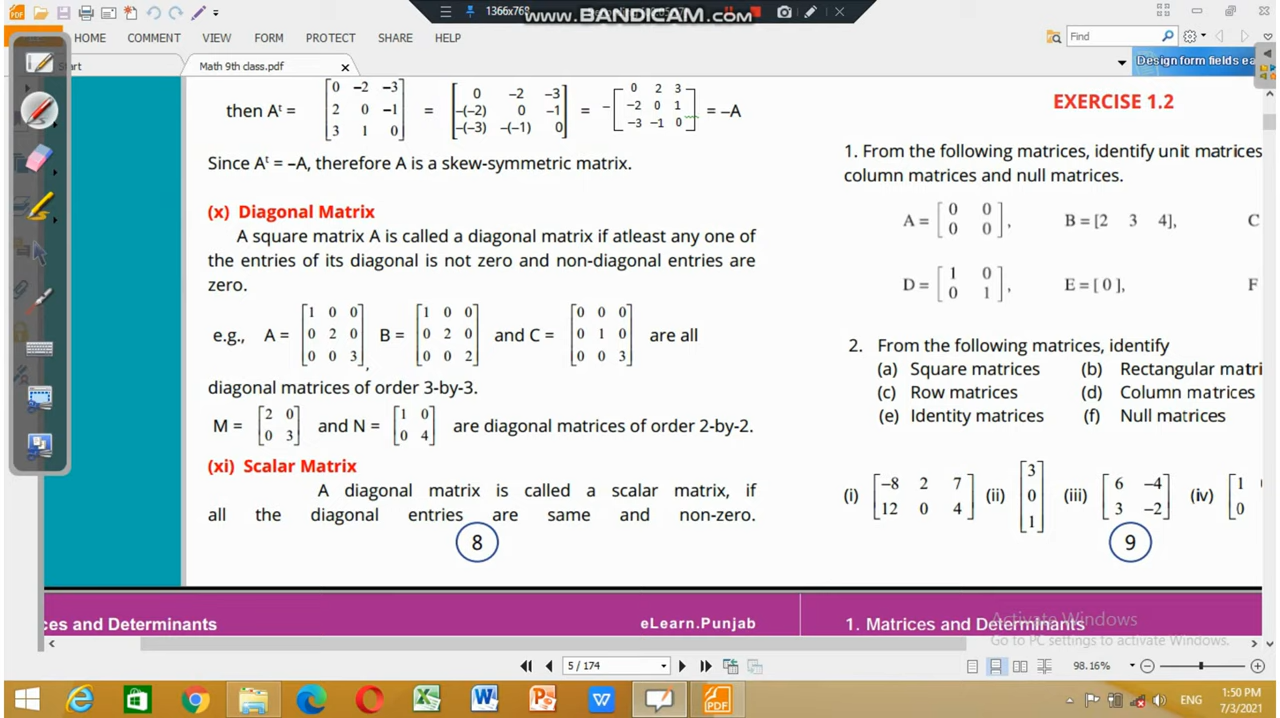 1366x768
www.BANDICAM.com
HOME COMMENT VIEW FORM PROTECT SHARE HELP
Find
Start
Math 9th class.pdf
Design form fields ea
then Aᵗ = [0 −2 −3 = [0 −2 −3 = − [0 2 3 = −A
2 0 −1 −(−2) 0 −1 −2 0 1
3 1 0] −(−3) −(−1) 0] −3 −1 0]
Since Aᵗ = −A, therefore A is a skew-symmetric matrix.
(x) Diagonal Matrix
A square matrix A is called a diagonal matrix if atleast any one of
the entries of its diagonal is not zero and non-diagonal entries are
zero.
e.g., A = [1 0 0 B = [1 0 0 and C = [0 0 0 are all
0 2 0 0 2 0 0 1 0
0 0 3], 0 0 2] 0 0 3]
diagonal matrices of order 3-by-3.
M = [2 0 and N = [1 0 are diagonal matrices of order 2-by-2.
0 3] 0 4]
(xi) Scalar Matrix
A diagonal matrix is called a scalar matrix, if
all the diagonal entries are same and non-zero.
8
EXERCISE 1.2
1. From the following matrices, identify unit matrices
column matrices and null matrices.
A = [0 0 B = [2 3 4], C
0 0],
D = [1 0 E = [ 0 ], F
0 1],
2. From the following matrices, identify
(a) Square matrices (b) Rectangular matri
(c) Row matrices (d) Column matrices
(e) Identity matrices (f) Null matrices
(i) [−8 2 7 (ii) [3 (iii) [6 −4 (iv) [1
12 0 4] 0 3 −2] 0
1]
9
ces and Determinants
eLearn.Punjab
1. Matrices and Determinants
Activate Windows
Go to PC settings to activate Windows.
5 / 174
98.16%
ENG
1:50 PM
7/3/2021